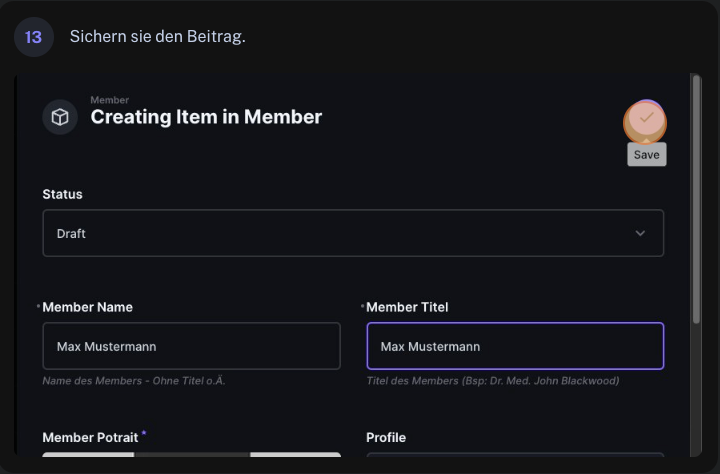 13 Sichern sie den Beitrag.
Member
Creating Item in Member
Save
Status
Draft
Member Name
Member Titel
Max Mustermann
Max Mustermann
Name des Members - Ohne Titel o.Ä.
Titel des Members (Bsp: Dr. Med. John Blackwood)
Member Potrait *
Profile